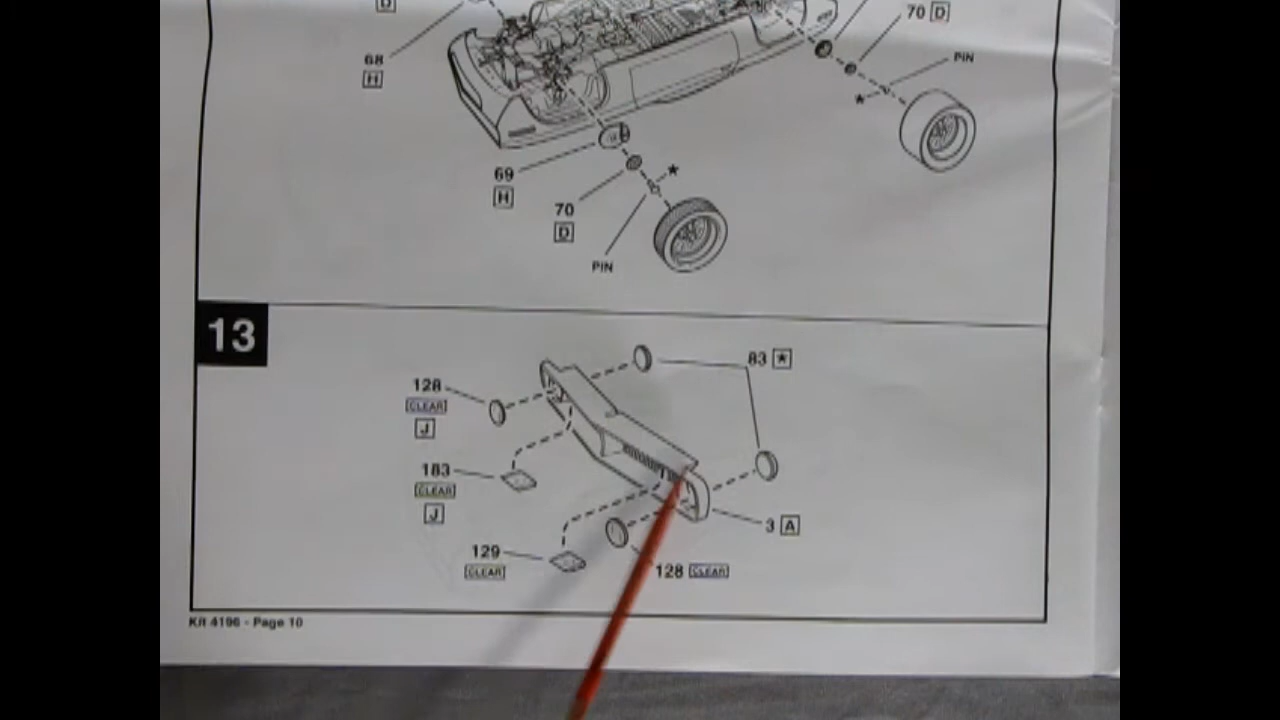 D
70 D
68
H
PIN
*
69
H
*
70
D
PIN
13
83 *
128
CLEAR
J
183
CLEAR
J
3 A
129
CLEAR
128 CLEAR
Kit 4196 - Page 10